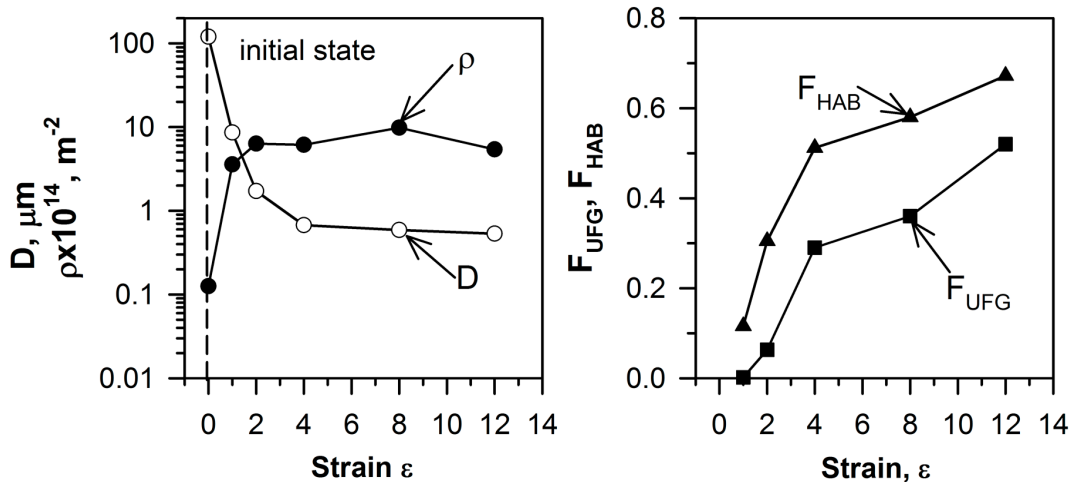 initial state
ρ
D
D, μm
ρx10¹⁴, m⁻²
100
10
1
0.1
0.01
0 2 4 6 8 10 12 14
Strain ε
F_HAB
F_UFG
F_UFG, F_HAB
0.8
0.6
0.4
0.2
0.0
0 2 4 6 8 10 12 14
Strain, ε